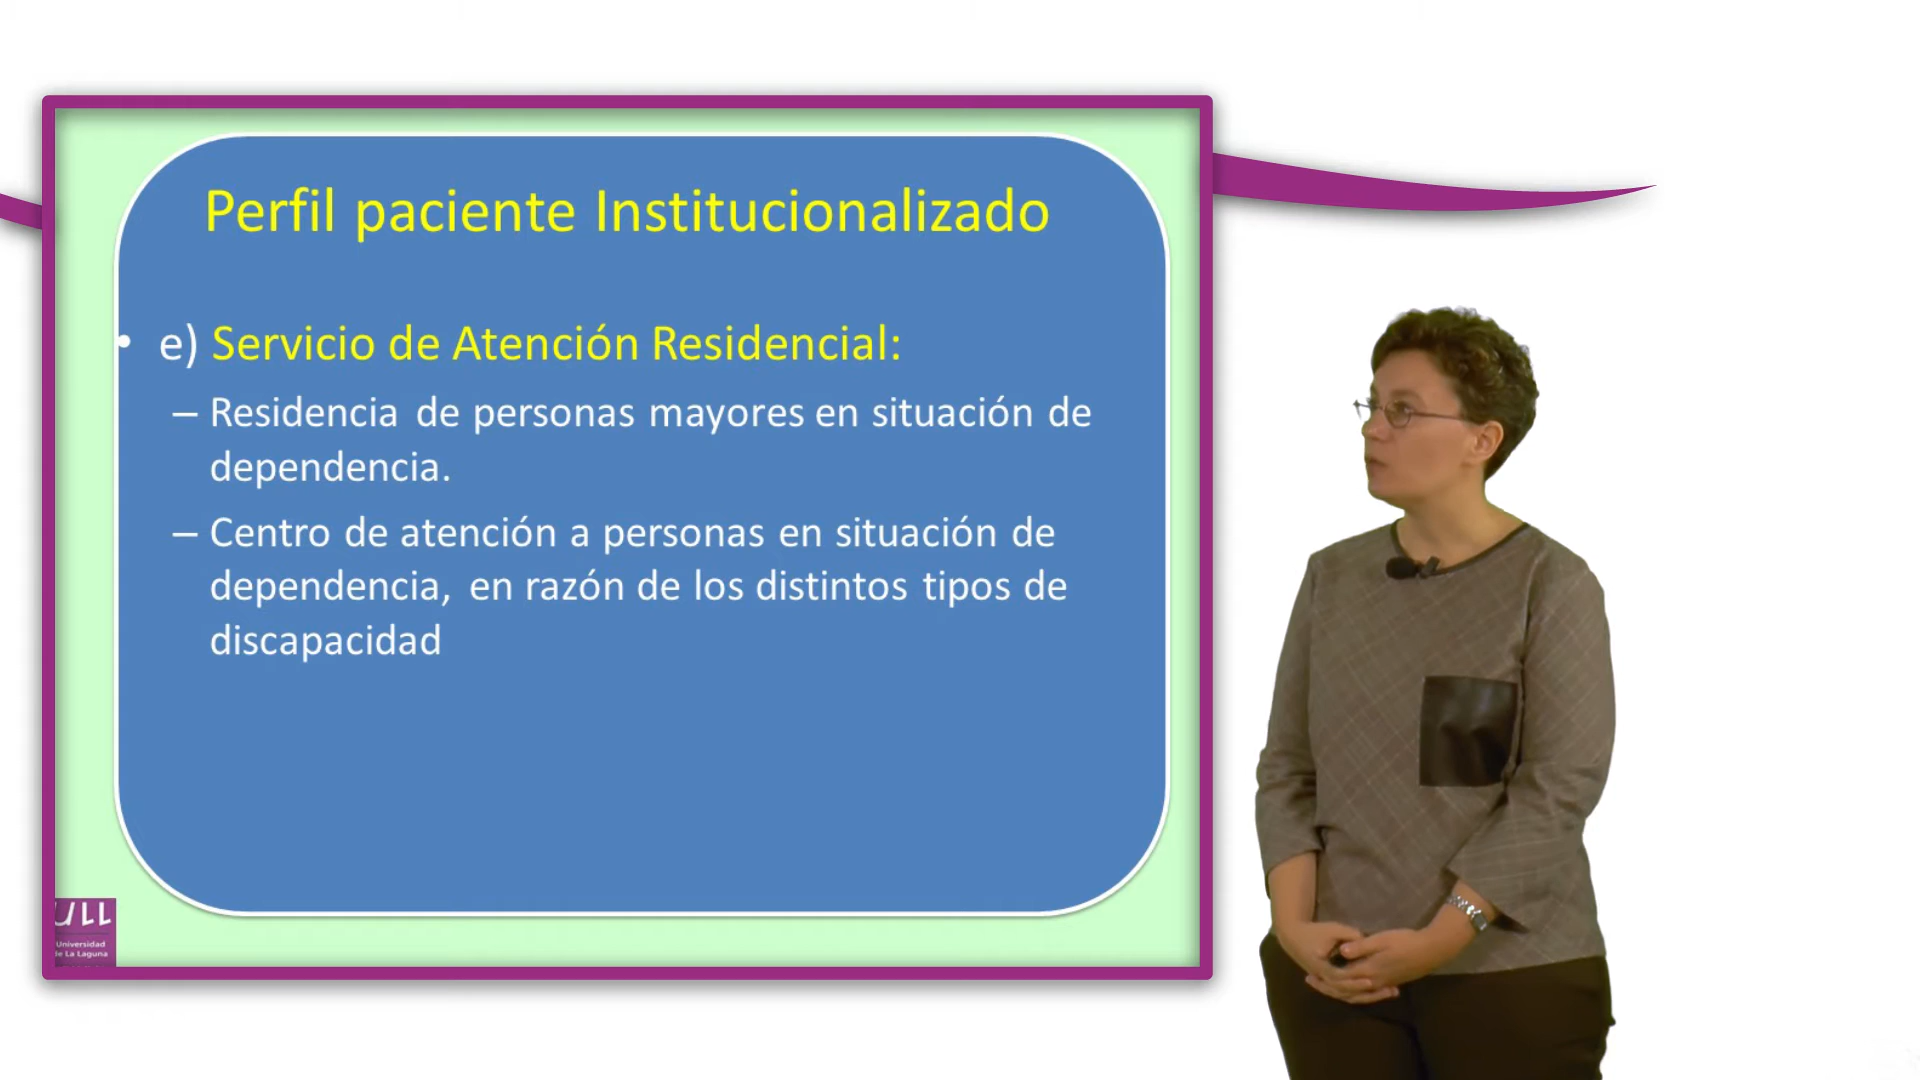 Perfil paciente Institucionalizado
• e) Servicio de Atención Residencial:
– Residencia de personas mayores en situación de
dependencia.
– Centro de atención a personas en situación de
dependencia, en razón de los distintos tipos de
discapacidad
ULL
Universidad
de La Laguna